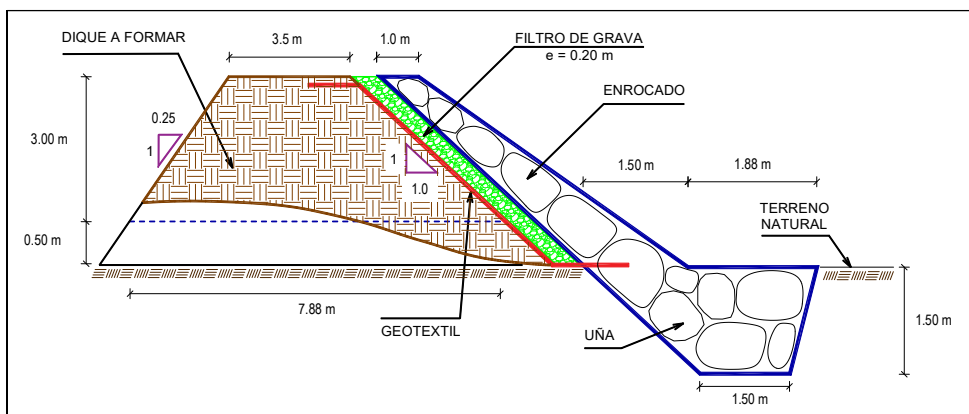 DIQUE A FORMAR
3.5 m
1.0 m
FILTRO DE GRAVA
e = 0.20 m
ENROCADO
3.00 m
0.25
1
1
1.0
1.50 m
1.88 m
TERRENO
NATURAL
0.50 m
7.88 m
GEOTEXTIL
UÑA
1.50 m
1.50 m